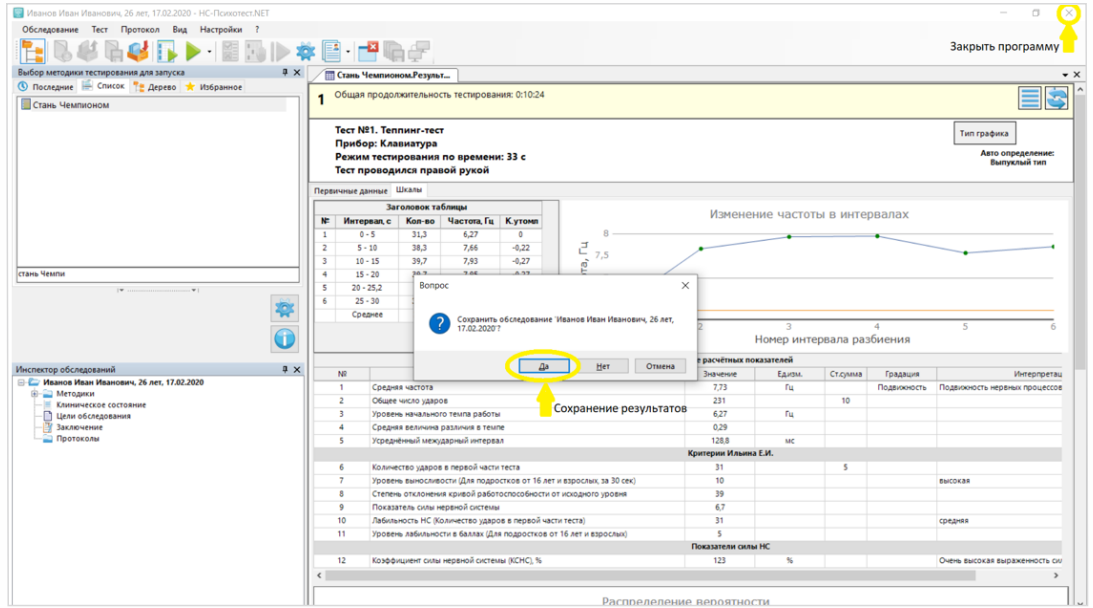 Иванов Иван Иванович, 26 лет, 17.02.2020 - НС-Психотест.NET
Обследование Тест Протокол Вид Настройки ?
Закрыть программу
Выбор методики тестирования для запуска
Последние Список Дерево Избранное
Стань Чемпионом
стань Чемпи
Инспектор обследований
Иванов Иван Иванович, 26 лет, 17.02.2020
Методики
Клиническое состояние
Цели обследования
Заключение
Протоколы
Стань Чемпионом.Результ...
1 Общая продолжительность тестирования: 0:10:24
Тест №1. Теппинг-тест
Прибор: Клавиатура
Режим тестирования по времени: 33 с
Тест проводился правой рукой
Тип графика
Авто определение:
Выпуклый тип
Первичные данные Шкалы
Заголовок таблицы
№ Интервал, с Кол-во Частота, Гц К.утомл
1 0 - 5 31,3 6,27 0
2 5 - 10 38,3 7,66 -0,22
3 10 - 15 39,7 7,93 -0,27
4 15 - 20
5 20 - 25,2
6 25 - 30
Среднее
Изменение частоты в интервалах
8
7,5
2 3 4 5 6
Номер интервала разбиения
Вопрос
Сохранить обследование 'Иванов Иван Иванович, 26 лет,
17.02.2020'?
Да Нет Отмена
Сохранение результатов
е расчётных показателей
№ Значение Ед.изм. Ст.сумма Градация Интерпретац
1 Средняя частота 7,73 Гц Подвижность Подвижность нервных процессов
2 Общее число ударов 231 10
3 Уровень начального темпа работы 6,27 Гц
4 Средняя величина различия в темпе 0,29
5 Усреднённый межударный интервал 128,8 мс
Критерии Ильина Е.И.
6 Количество ударов в первой части теста 31 5
7 Уровень выносливости (Для подростков от 16 лет и взрослых, за 30 сек) 10 высокая
8 Степень отклонения кривой работоспособности от исходного уровня 39
9 Показатель силы нервной системы 6,7
10 Лабильность НС (Количество ударов в первой части теста) 31 средняя
11 Уровень лабильности в баллах (Для подростков от 16 лет и взрослых) 5
Показатели силы НС
12 Коэффициент силы нервной системы (КСНС), % 123 % Очень высокая выраженность си
Распределение вероятности